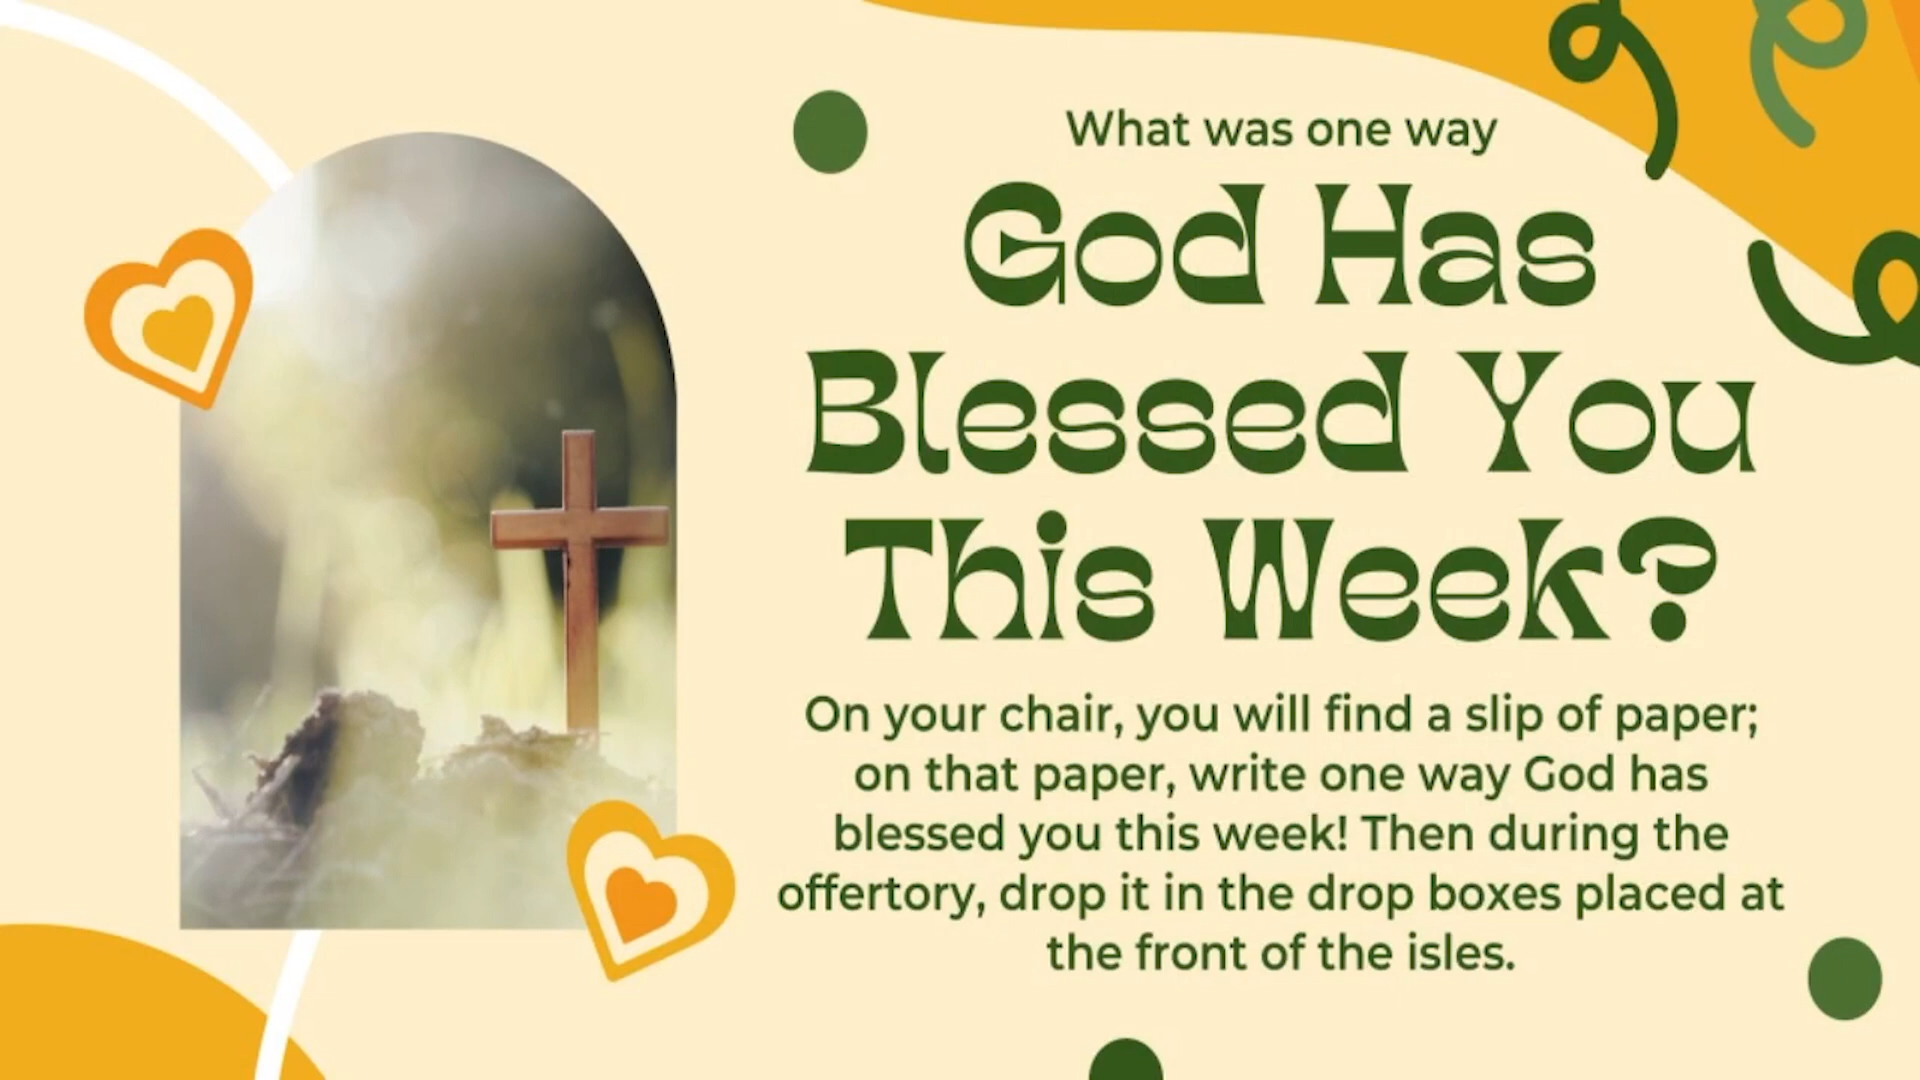 What was one way
God Has
Blessed You
This Week?
On your chair, you will find a slip of paper;
on that paper, write one way God has
blessed you this week! Then during the
offertory, drop it in the drop boxes placed at
the front of the isles.